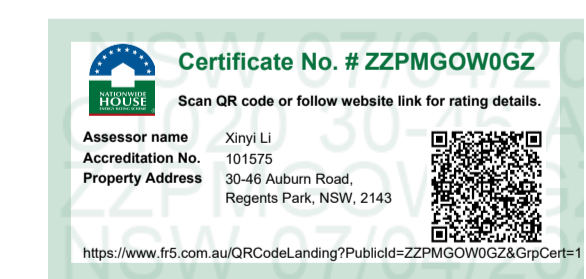 Certificate No. # ZZPMGOW0GZ
NATIONWIDE
HOUSE
ENERGY RATING SCHEME
Scan QR code or follow website link for rating details.
Assessor name Xinyi Li
Accreditation No. 101575
Property Address 30-46 Auburn Road,
Regents Park, NSW, 2143
https://www.fr5.com.au/QRCodeLanding?PublicId=ZZPMGOW0GZ&GrpCert=1